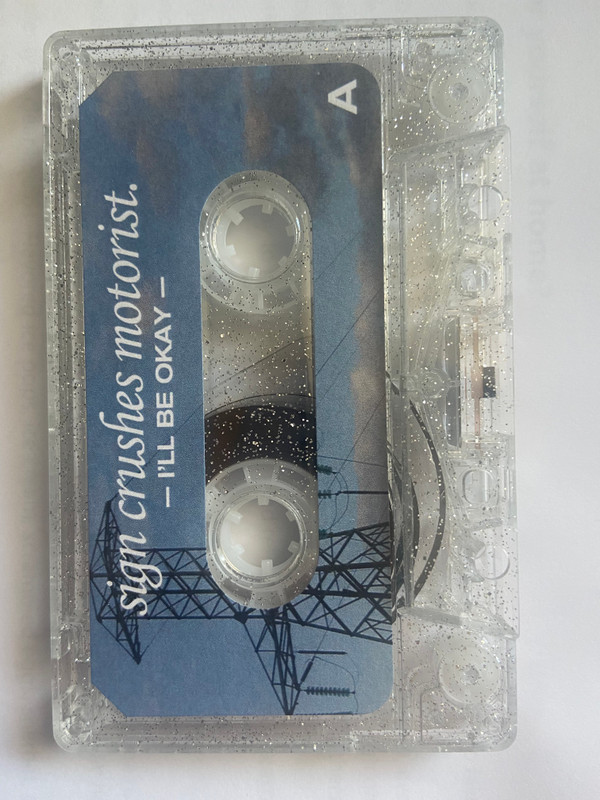 A
sign crushes motorist.
— I'LL BE OKAY —